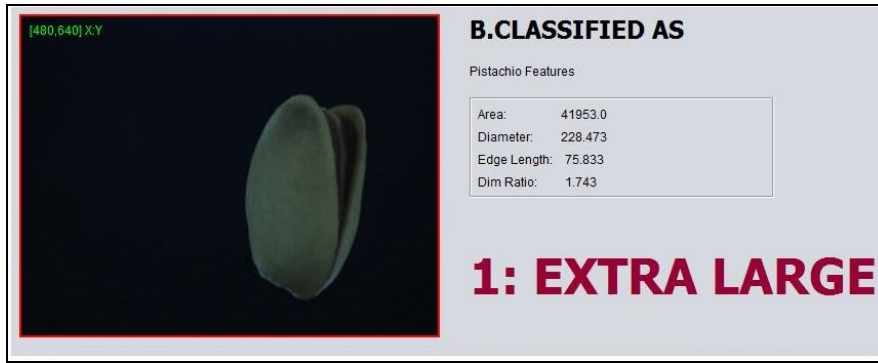 [480,640] X:Y
B.CLASSIFIED AS
Pistachio Features
Area: 41953.0
Diameter: 228.473
Edge Length: 75.833
Dim Ratio: 1.743
1: EXTRA LARGE